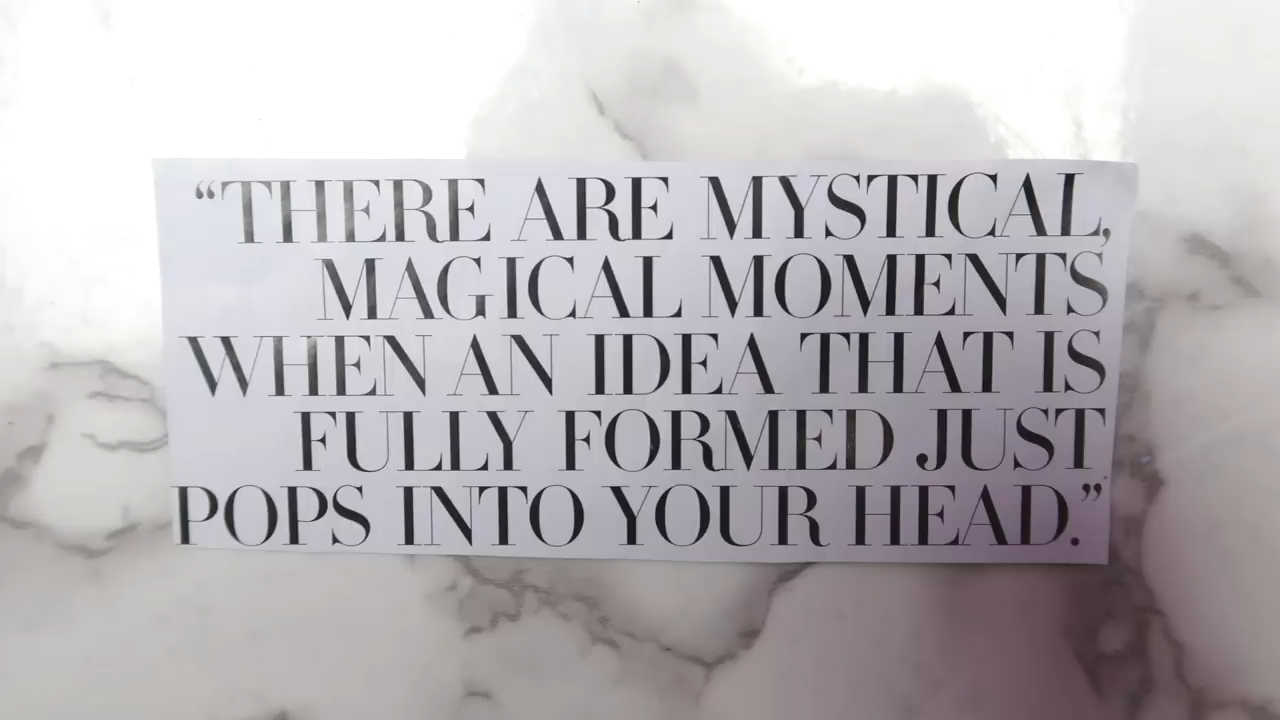 “THERE ARE MYSTICAL,
MAGICAL MOMENTS
WHEN AN IDEA THAT IS
FULLY FORMED JUST
POPS INTO YOUR HEAD.”